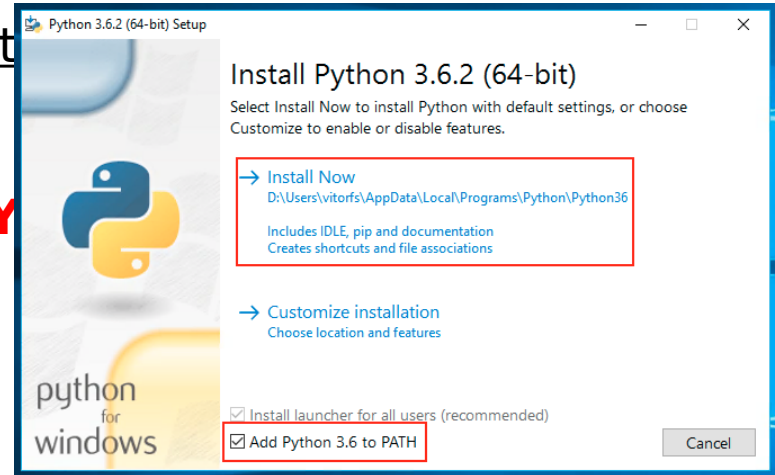 t
Python 3.6.2 (64-bit) Setup
Install Python 3.6.2 (64-bit)
Select Install Now to install Python with default settings, or choose
Customize to enable or disable features.
Y
Install Now
D:\Users\vitorfs\AppData\Local\Programs\Python\Python36
Includes IDLE, pip and documentation
Creates shortcuts and file associations
Customize installation
Choose location and features
python
for
windows
Install launcher for all users (recommended)
Add Python 3.6 to PATH
Cancel